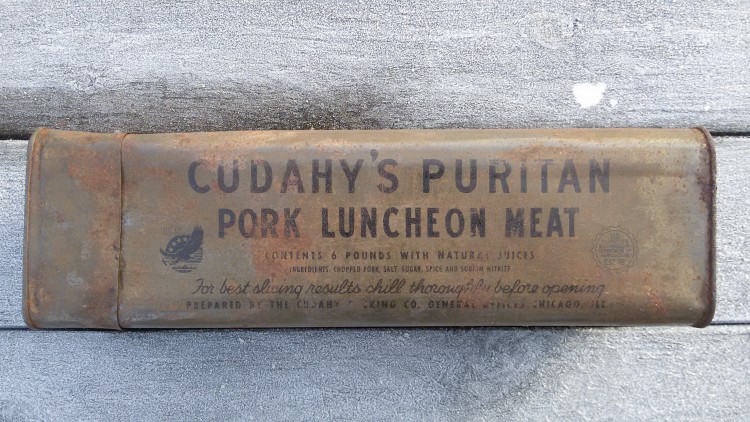 CUDAHY'S PURITAN
PORK LUNCHEON MEAT
CONTENTS 6 POUNDS WITH NATURAL JUICES
INGREDIENTS: CHOPPED PORK, SALT, SUGAR, SPICE AND SODIUM NITRITE
For best slicing results chill thoroughly before opening.
PREPARED BY THE CUDAHY PACKING CO. GENERAL OFFICES CHICAGO, ILL.